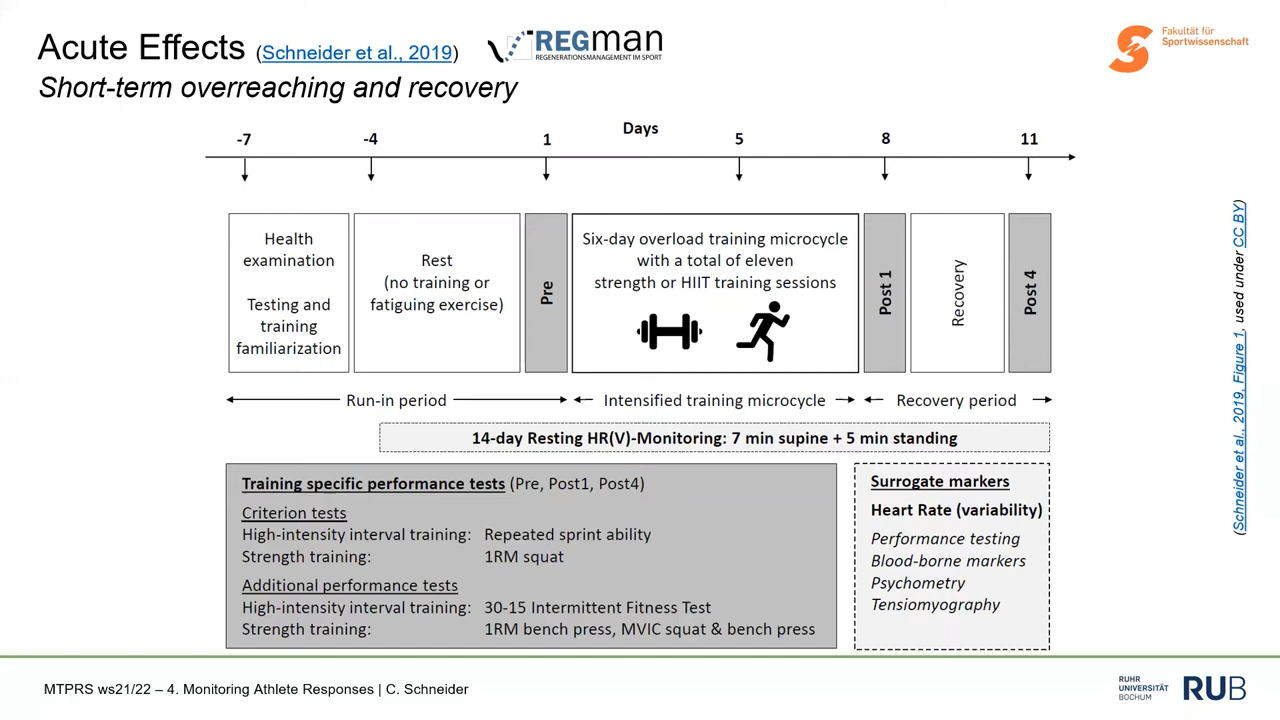 Acute Effects (Schneider et al., 2019)
REGman
REGENERATIONSMANAGEMENT IM SPORT
Fakultät für
Sportwissenschaft
Short-term overreaching and recovery
Days
-7 -4 1 5 8 11
Health
examination
Testing and
training
familiarization
Rest
(no training or
fatiguing exercise)
Pre
Six-day overload training microcycle
with a total of eleven
strength or HIIT training sessions
Post 1
Recovery
Post 4
Run-in period
Intensified training microcycle
Recovery period
14-day Resting HR(V)-Monitoring: 7 min supine + 5 min standing
Training specific performance tests (Pre, Post1, Post4)
Criterion tests
High-intensity interval training: Repeated sprint ability
Strength training: 1RM squat
Additional performance tests
High-intensity interval training: 30-15 Intermittent Fitness Test
Strength training: 1RM bench press, MVIC squat & bench press
Surrogate markers
Heart Rate (variability)
Performance testing
Blood-borne markers
Psychometry
Tensiomyography
(Schneider et al., 2019, Figure 1, used under CC BY)
MTPRS ws21/22 – 4. Monitoring Athlete Responses | C. Schneider
RUHR
UNIVERSITÄT
BOCHUM
RUB